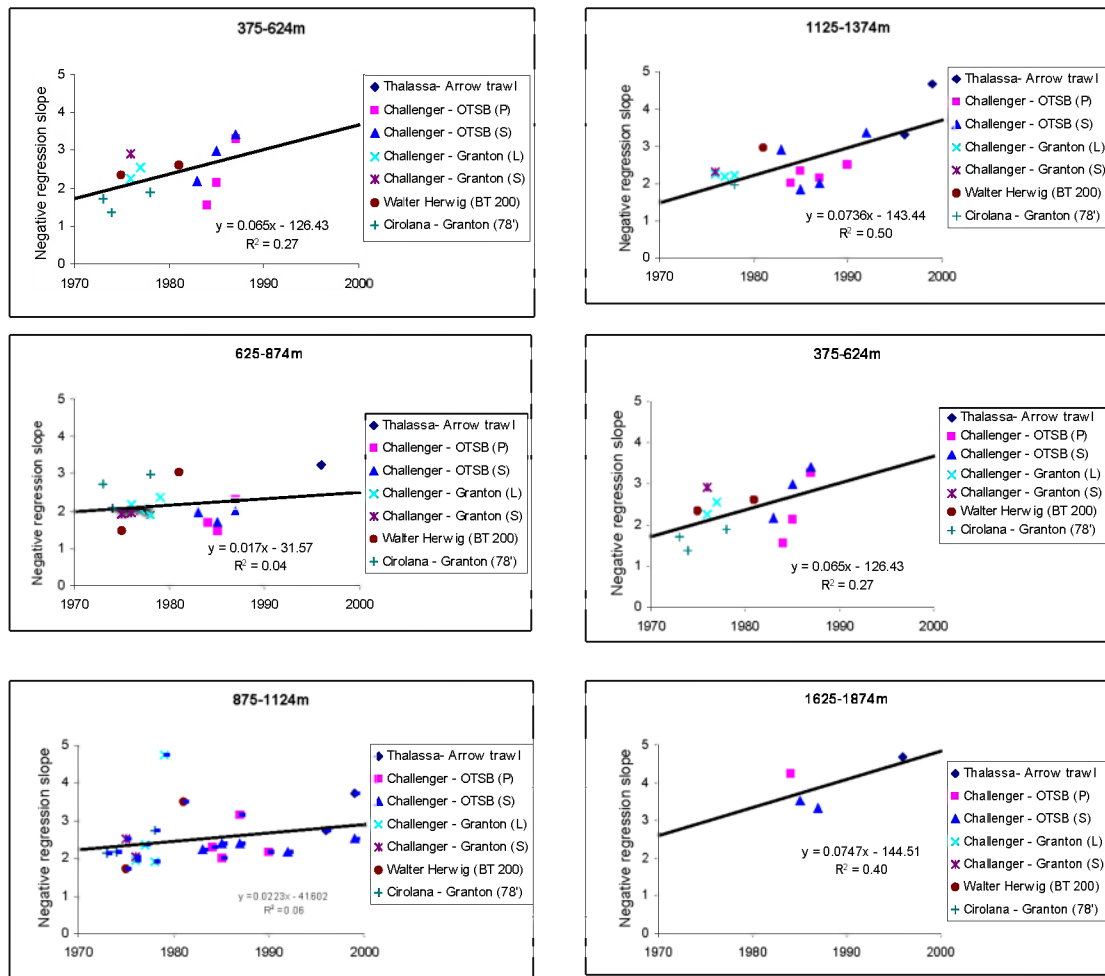 375-624m
Negative regression slope
5
4
3
2
1
0
1970 1980 1990 2000
y = 0.065x - 126.43
R² = 0.27
Thalassa- Arrow trawl
Challenger - OTSB (P)
Challenger - OTSB (S)
Challenger - Granton (L)
Challanger - Granton (S)
Walter Herwig (BT 200)
Cirolana - Granton (78')
1125-1374m
Negative regression slope
5
4
3
2
1
0
1970 1980 1990 2000
y = 0.0736x - 143.44
R² = 0.50
Thalassa- Arrow trawl
Challenger - OTSB (P)
Challenger - OTSB (S)
Challenger - Granton (L)
Challanger - Granton (S)
Walter Herwig (BT 200)
Cirolana - Granton (78')
625-874m
Negative regression slope
5
4
3
2
1
0
1970 1980 1990 2000
y = 0.017x - 31.57
R² = 0.04
Thalassa- Arrow trawl
Challenger - OTSB (P)
Challenger - OTSB (S)
Challenger - Granton (L)
Challanger - Granton (S)
Walter Herwig (BT 200)
Cirolana - Granton (78')
375-624m
Negative regression slope
5
4
3
2
1
0
1970 1980 1990 2000
y = 0.065x - 126.43
R² = 0.27
Thalassa- Arrow trawl
Challenger - OTSB (P)
Challenger - OTSB (S)
Challenger - Granton (L)
Challanger - Granton (S)
Walter Herwig (BT 200)
Cirolana - Granton (78')
875-1124m
Negative regression slope
5
4
3
2
1
0
1970 1980 1990 2000
y = 0.0223x - 41.602
R² = 0.06
Thalassa- Arrow trawl
Challenger - OTSB (P)
Challenger - OTSB (S)
Challenger - Granton (L)
Challanger - Granton (S)
Walter Herwig (BT 200)
Cirolana - Granton (78')
1625-1874m
Negative regression slope
5
4
3
2
1
0
1970 1980 1990 2000
y = 0.0747x - 144.51
R² = 0.40
Thalassa- Arrow trawl
Challenger - OTSB (P)
Challenger - OTSB (S)
Challenger - Granton (L)
Challanger - Granton (S)
Walter Herwig (BT 200)
Cirolana - Granton (78')